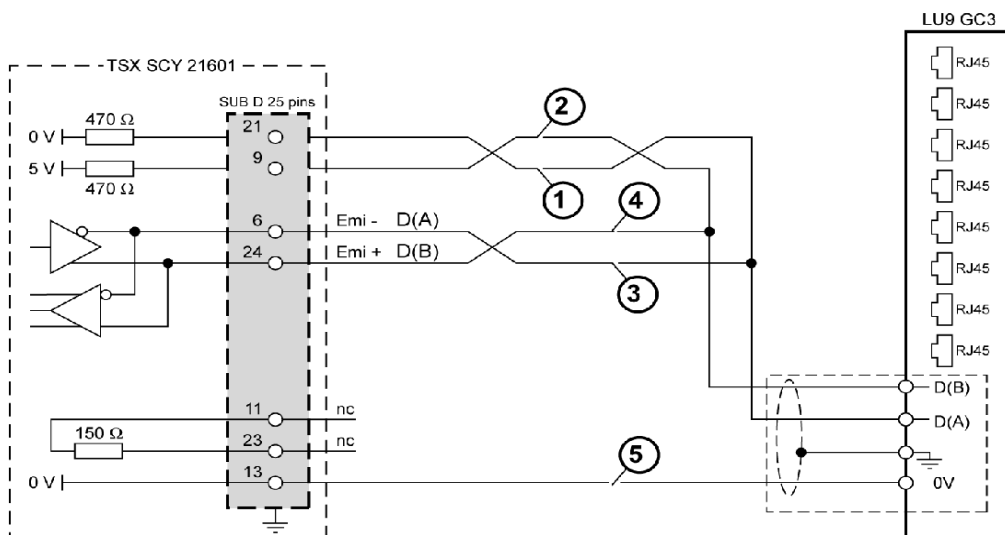 LU9 GC3
TSX SCY 21601
SUB D 25 pins
RJ45
RJ45
RJ45
RJ45
RJ45
RJ45
RJ45
RJ45
0 V
470 Ω
21
2
5 V
470 Ω
9
1
6
Emi - D(A)
4
24
Emi + D(B)
3
11
nc
150 Ω
23
nc
0 V
13
5
D(B)
D(A)
0V